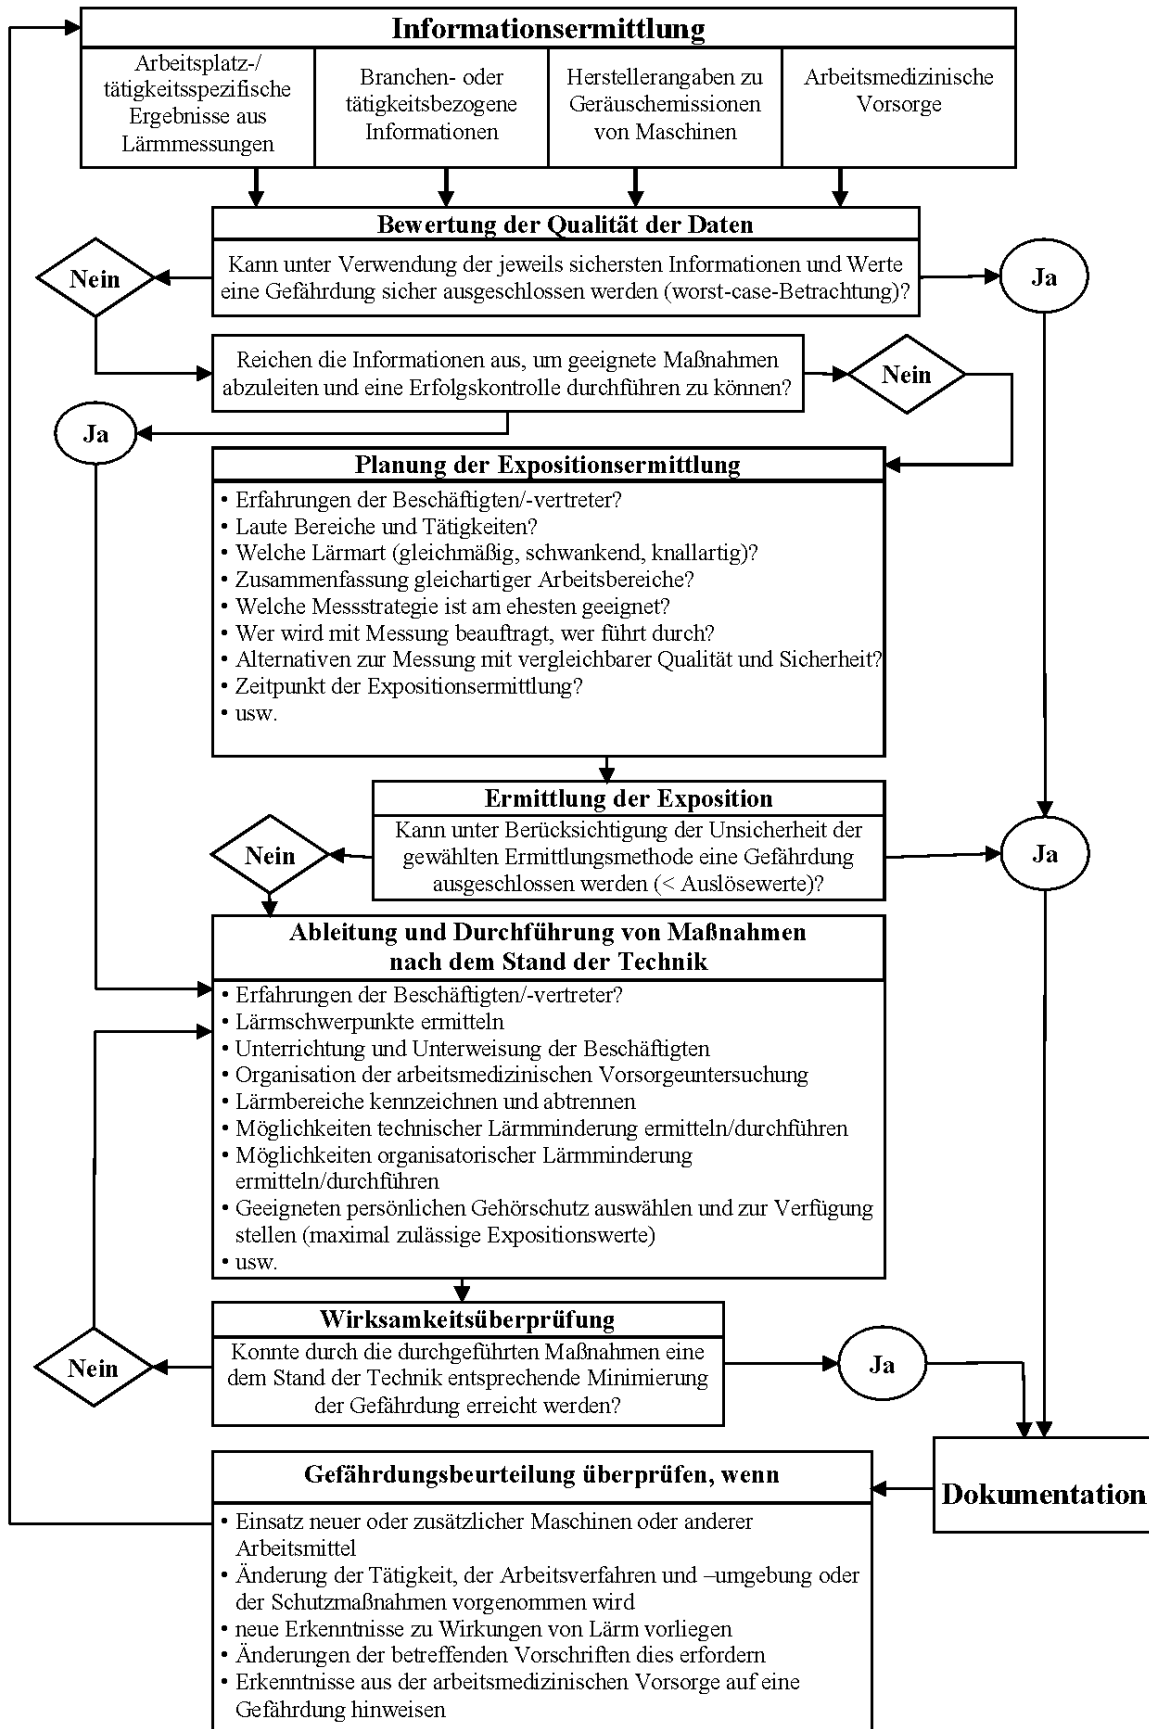 Informationsermittlung
Arbeitsplatz-/
tätigkeitsspezifische
Ergebnisse aus
Lärmmessungen
Branchen- oder
tätigkeitsbezogene
Informationen
Herstellerangaben zu
Geräuschemissionen
von Maschinen
Arbeitsmedizinische
Vorsorge
Bewertung der Qualität der Daten
Kann unter Verwendung der jeweils sichersten Informationen und Werte
eine Gefährdung sicher ausgeschlossen werden (worst-case-Betrachtung)?
Nein
Ja
Reichen die Informationen aus, um geeignete Maßnahmen
abzuleiten und eine Erfolgskontrolle durchführen zu können?
Nein
Ja
Planung der Expositionsermittlung
• Erfahrungen der Beschäftigten/-vertreter?
• Laute Bereiche und Tätigkeiten?
• Welche Lärmart (gleichmäßig, schwankend, knallartig)?
• Zusammenfassung gleichartiger Arbeitsbereiche?
• Welche Messstrategie ist am ehesten geeignet?
• Wer wird mit Messung beauftragt, wer führt durch?
• Alternativen zur Messung mit vergleichbarer Qualität und Sicherheit?
• Zeitpunkt der Expositionsermittlung?
• usw.
Ermittlung der Exposition
Kann unter Berücksichtigung der Unsicherheit der
gewählten Ermittlungsmethode eine Gefährdung
ausgeschlossen werden (< Auslösewerte)?
Nein
Ja
Ableitung und Durchführung von Maßnahmen
nach dem Stand der Technik
• Erfahrungen der Beschäftigten/-vertreter?
• Lärmschwerpunkte ermitteln
• Unterrichtung und Unterweisung der Beschäftigten
• Organisation der arbeitsmedizinischen Vorsorgeuntersuchung
• Lärmbereiche kennzeichnen und abtrennen
• Möglichkeiten technischer Lärmminderung ermitteln/durchführen
• Möglichkeiten organisatorischer Lärmminderung
ermitteln/durchführen
• Geeigneten persönlichen Gehörschutz auswählen und zur Verfügung
stellen (maximal zulässige Expositionswerte)
• usw.
Wirksamkeitsüberprüfung
Konnte durch die durchgeführten Maßnahmen eine
dem Stand der Technik entsprechende Minimierung
der Gefährdung erreicht werden?
Nein
Ja
Dokumentation
Gefährdungsbeurteilung überprüfen, wenn
• Einsatz neuer oder zusätzlicher Maschinen oder anderer
Arbeitsmittel
• Änderung der Tätigkeit, der Arbeitsverfahren und –umgebung oder
der Schutzmaßnahmen vorgenommen wird
• neue Erkenntnisse zu Wirkungen von Lärm vorliegen
• Änderungen der betreffenden Vorschriften dies erfordern
• Erkenntnisse aus der arbeitsmedizinischen Vorsorge auf eine
Gefährdung hinweisen